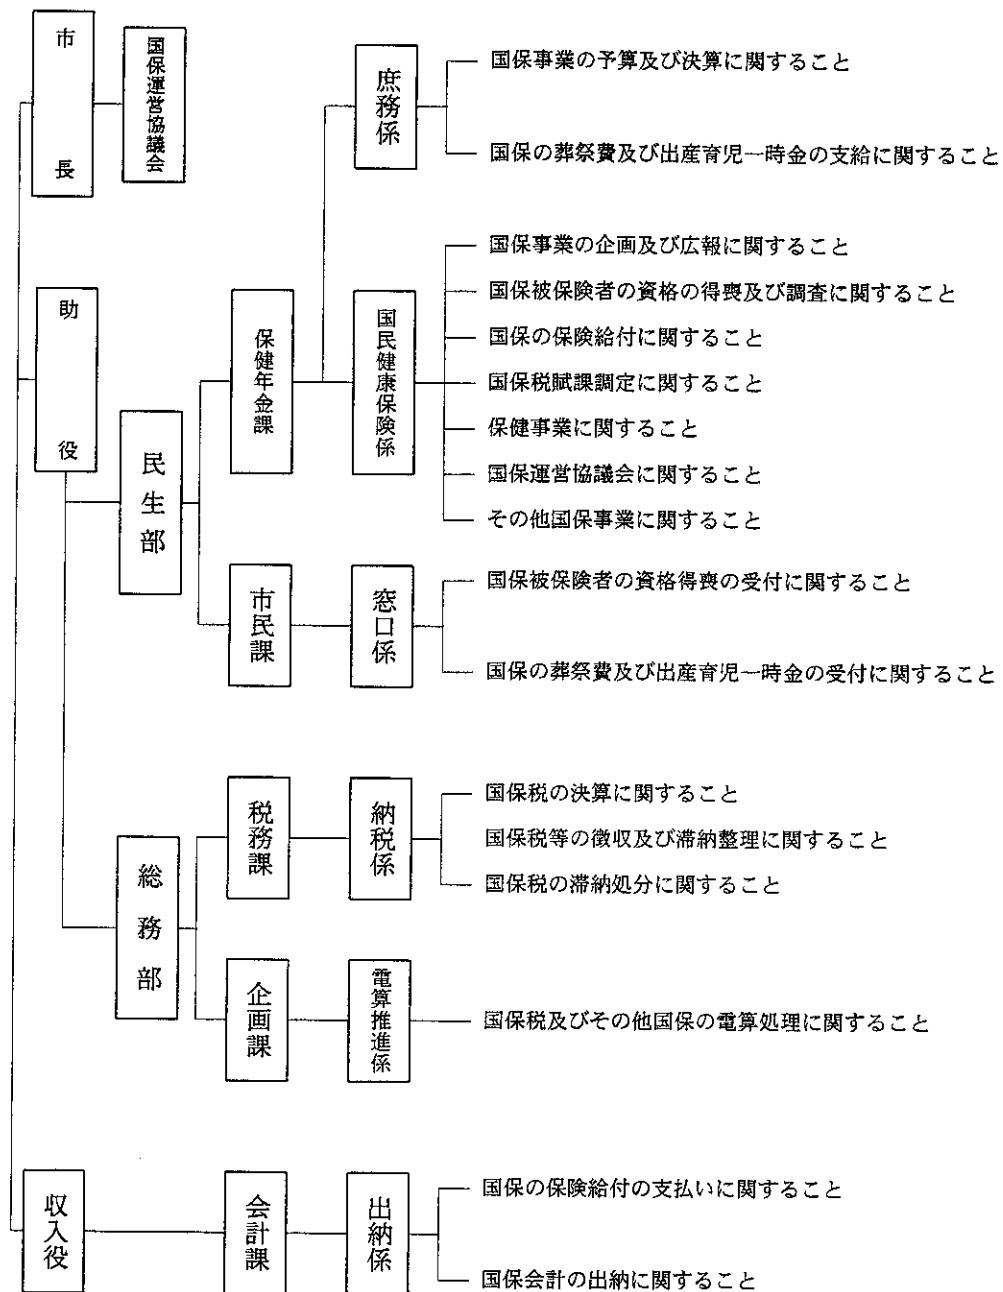 市長
国保運営協議会
庶務係
国保事業の予算及び決算に関すること
国保の葬祭費及び出産育児一時金の支給に関すること
助役
民生部
保健年金課
国民健康保険係
国保事業の企画及び広報に関すること
国保被保険者の資格の得喪及び調査に関すること
国保の保険給付に関すること
国保税賦課調定に関すること
保健事業に関すること
国保運営協議会に関すること
その他国保事業に関すること
市民課
窓口係
国保被保険者の資格得喪の受付に関すること
国保の葬祭費及び出産育児一時金の受付に関すること
総務部
税務課
納税係
国保税の決算に関すること
国保税等の徴収及び滞納整理に関すること
国保税の滞納処分に関すること
企画課
電算推進係
国保税及びその他国保の電算処理に関すること
収入役
会計課
出納係
国保の保険給付の支払いに関すること
国保会計の出納に関すること